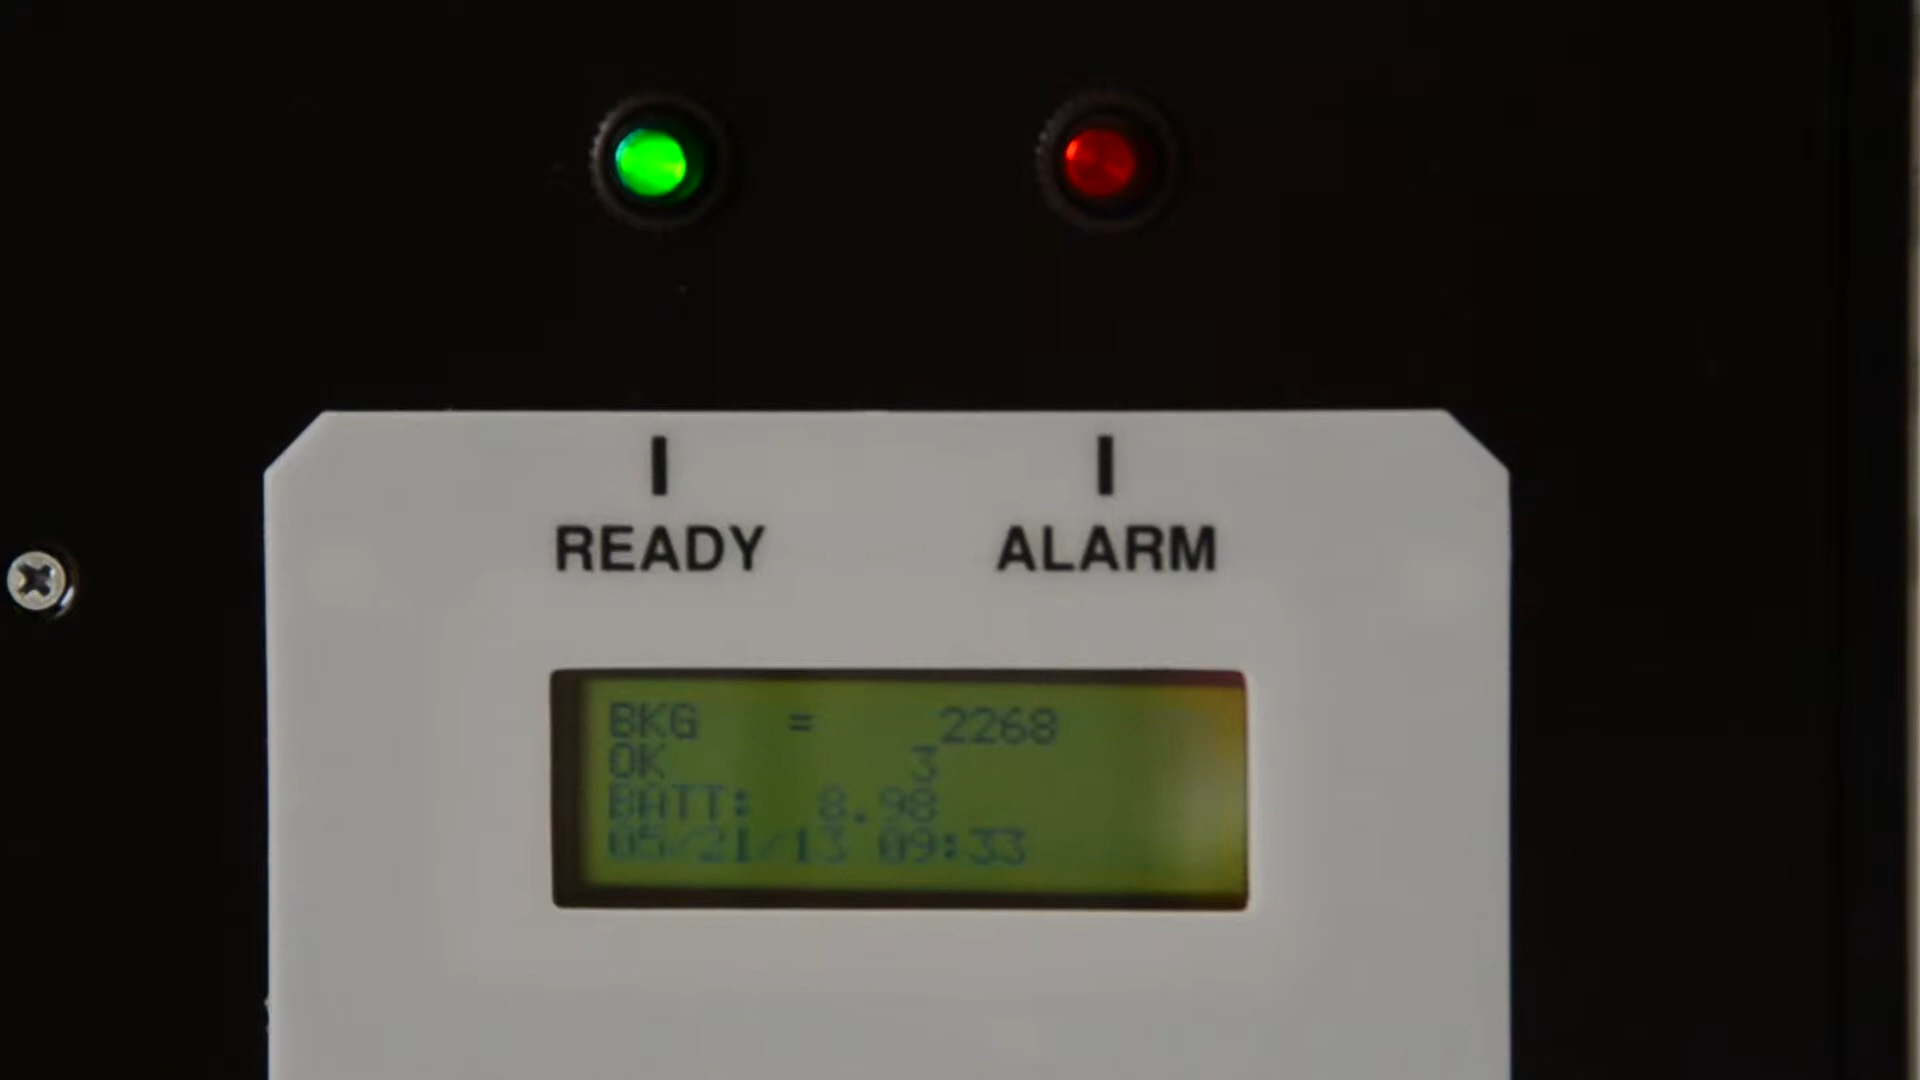 READY ALARM
BKG = 2268
OK 3
BATT: 8.98
05/21/13 09:33